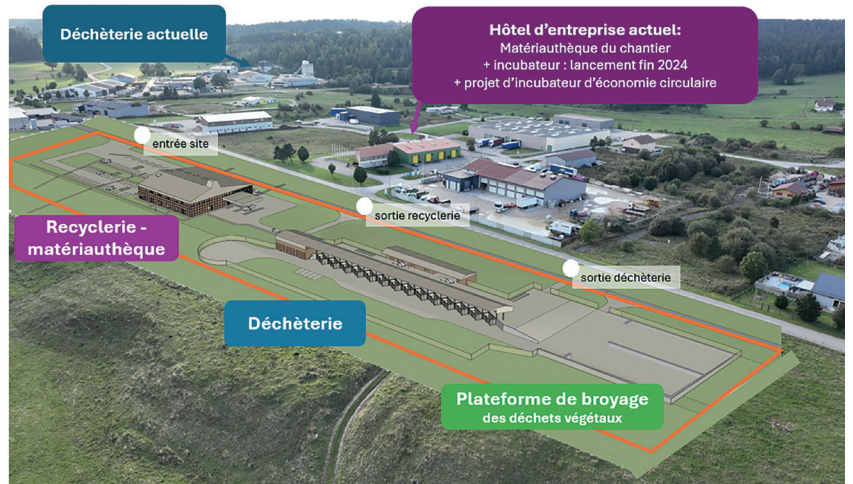 Déchèterie actuelle
Hôtel d'entreprise actuel:
Matériauthèque du chantier
+ incubateur : lancement fin 2024
+ projet d'incubateur d'économie circulaire
entrée site
sortie recyclerie
Recyclerie -
matériauthèque
sortie déchèterie
Déchèterie
Plateforme de broyage
des déchets végétaux